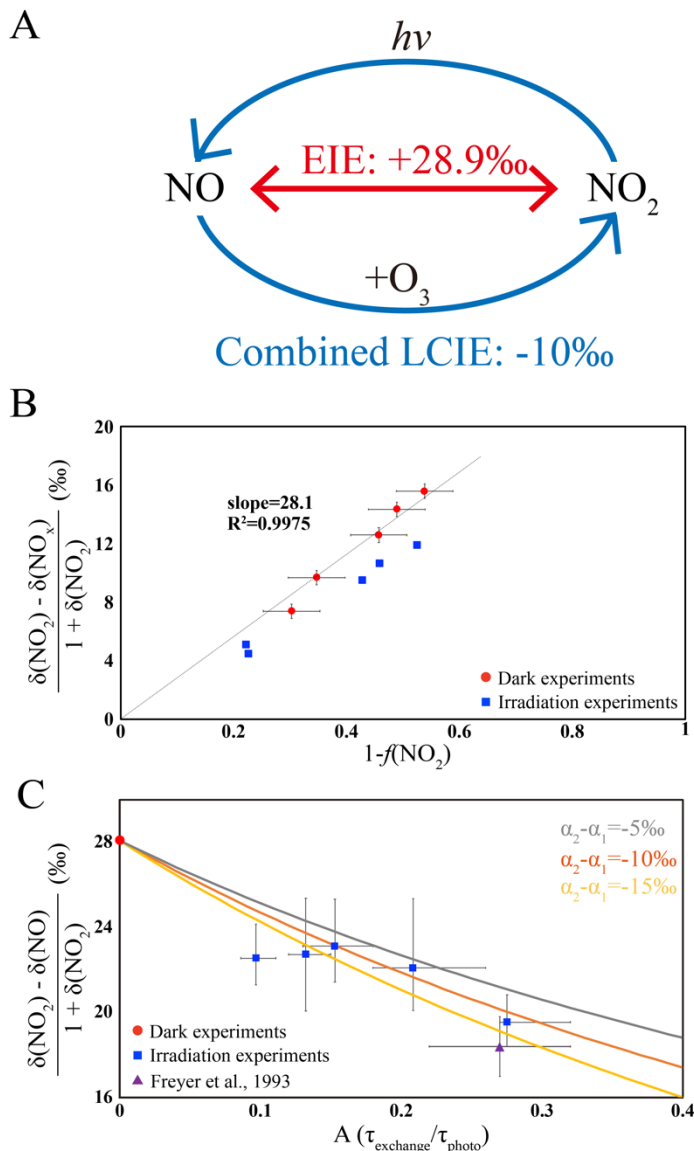 A
hν
EIE: +28.9‰
NO
NO₂
+O₃
Combined LCIE: -10‰
B
20
16
12
8
4
0
δ(NO₂) - δ(NOₓ)
1 + δ(NO₂)
(‰)
slope=28.1
R²=0.9975
Dark experiments
Irradiation experiments
0.2
0.4
0.6
0.8
1
1-f(NO₂)
C
28
24
20
16
δ(NO₂) - δ(NO)
1 + δ(NO₂)
(‰)
α₂-α₁=-5‰
α₂-α₁=-10‰
α₂-α₁=-15‰
Dark experiments
Irradiation experiments
Freyer et al., 1993
0
0.1
0.2
0.3
0.4
A (τexchange/τphoto)